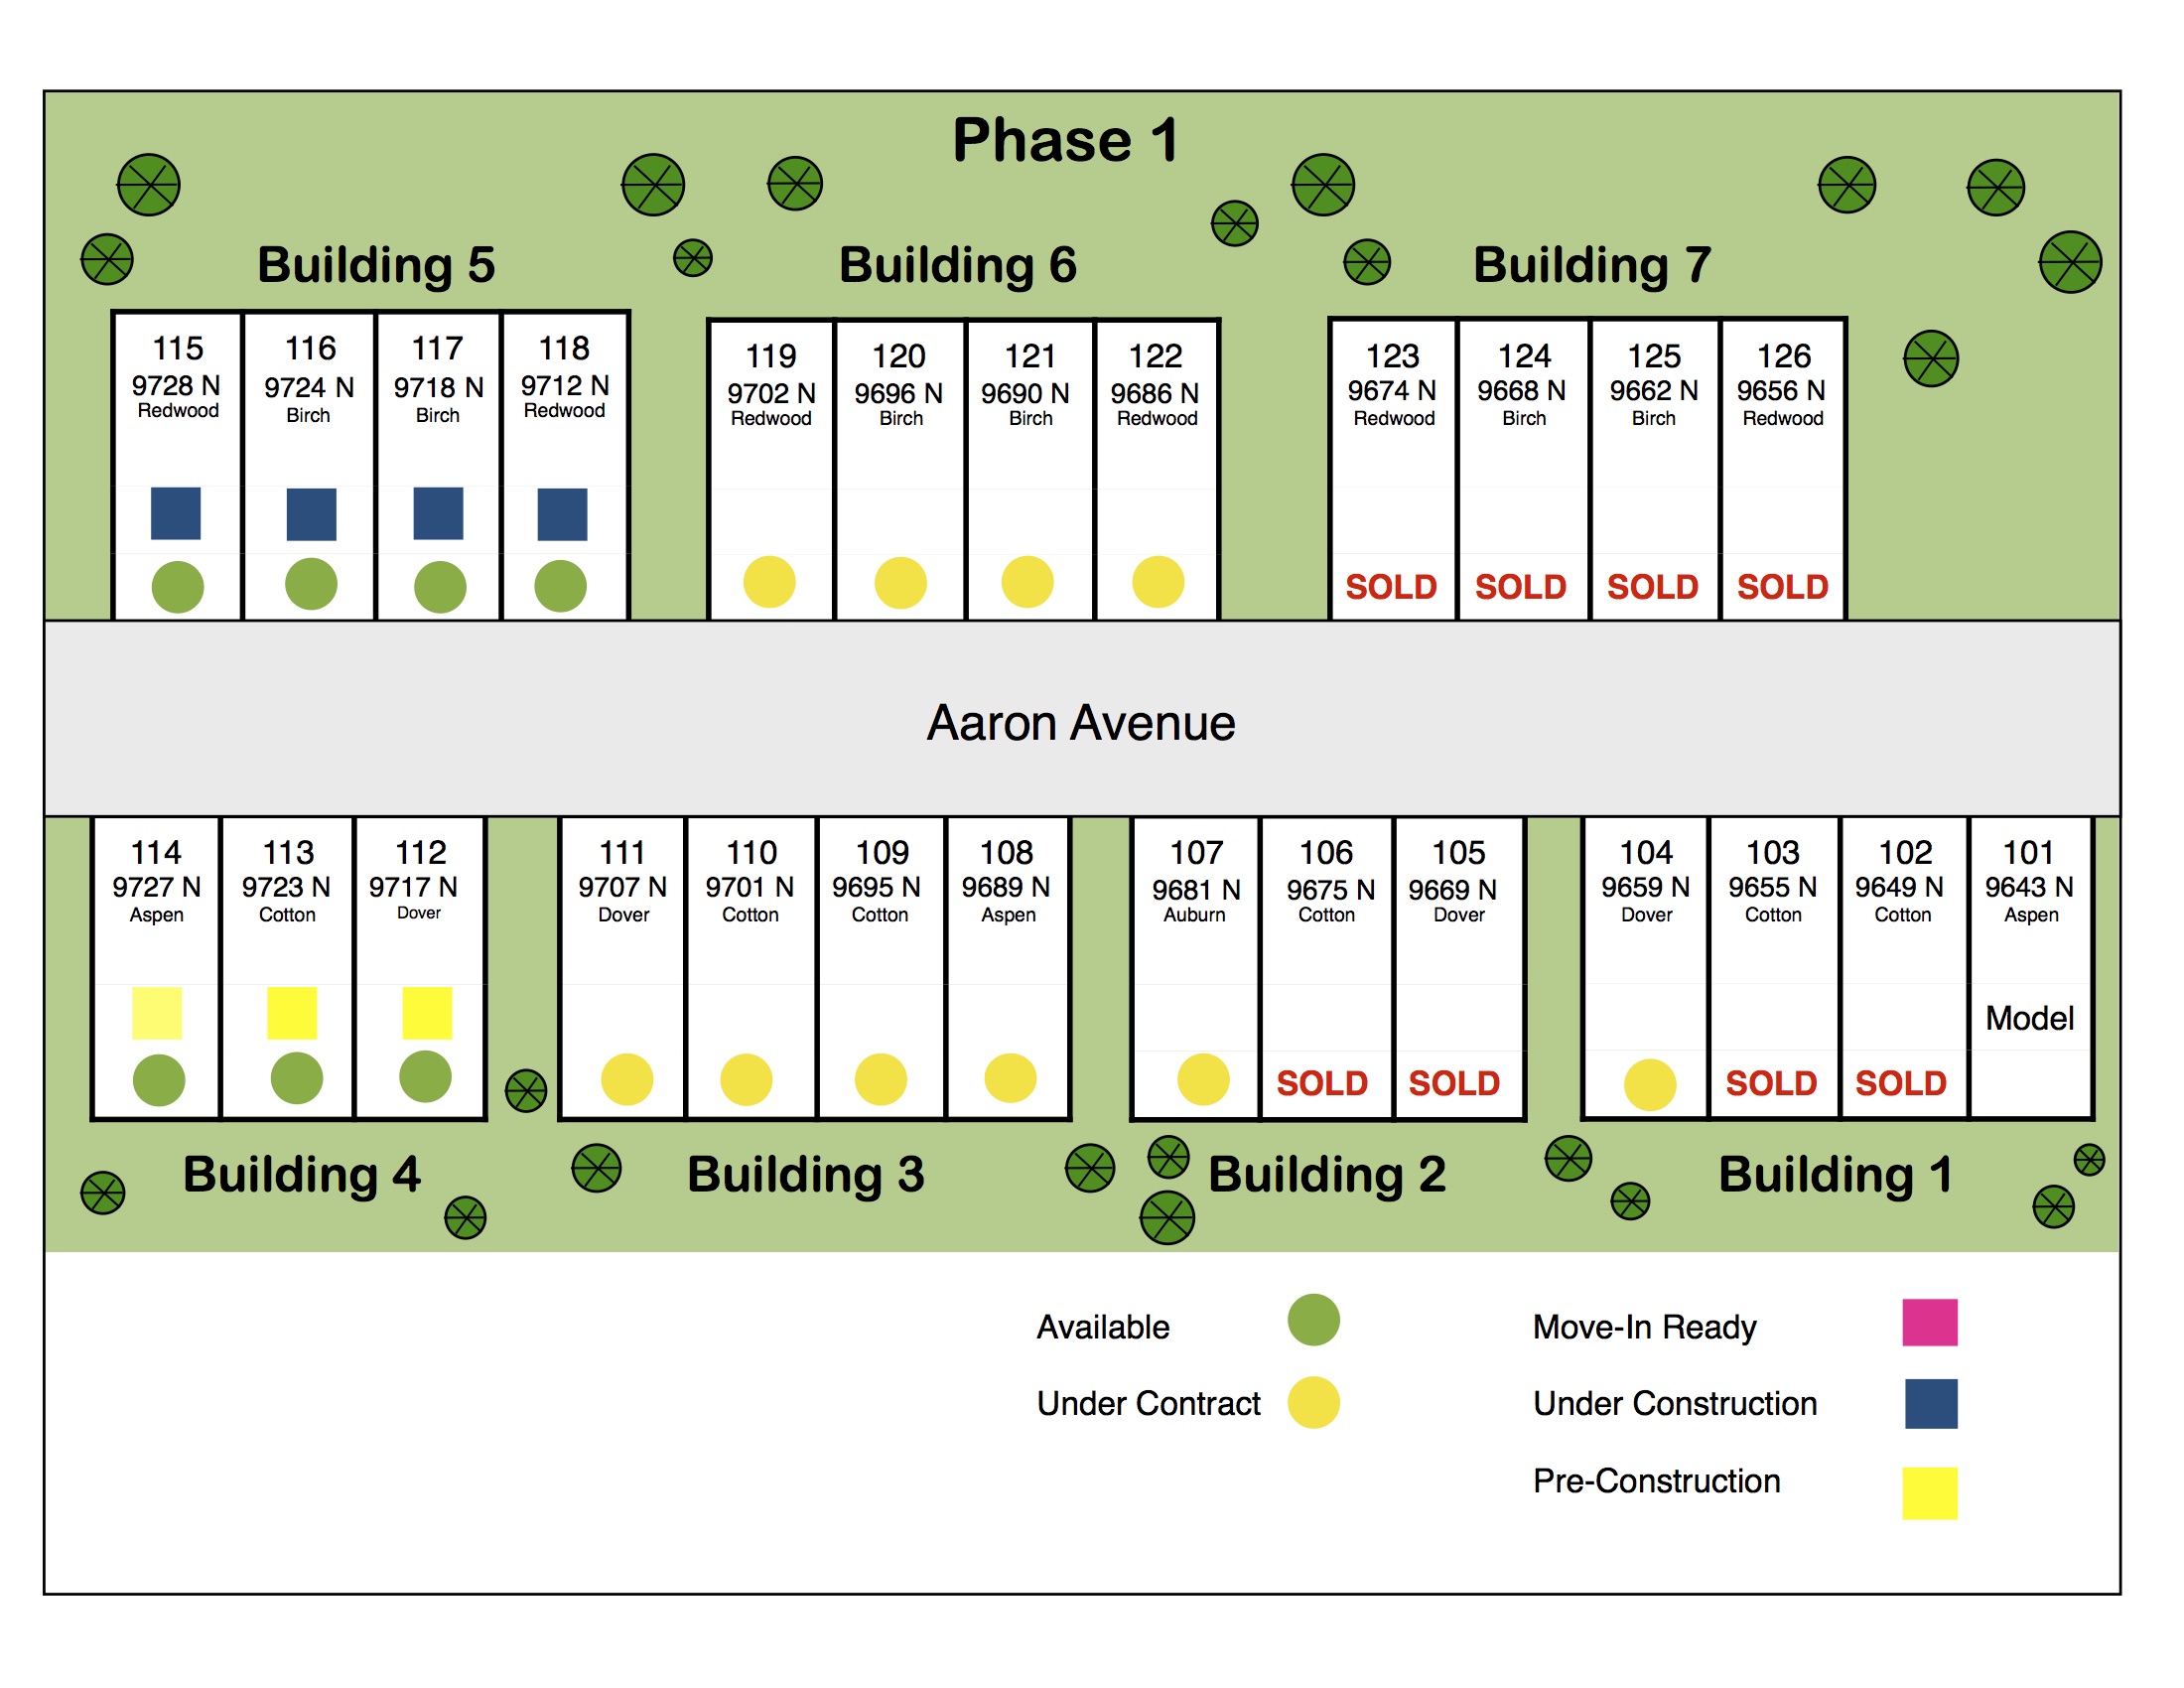 Phase 1
Building 5
Building 6
Building 7
115
9728 N
Redwood
116
9724 N
Birch
117
9718 N
Birch
118
9712 N
Redwood
119
9702 N
Redwood
120
9696 N
Birch
121
9690 N
Birch
122
9686 N
Redwood
123
9674 N
Redwood
SOLD
124
9668 N
Birch
SOLD
125
9662 N
Birch
SOLD
126
9656 N
Redwood
SOLD
Aaron Avenue
114
9727 N
Aspen
113
9723 N
Cotton
112
9717 N
Dover
111
9707 N
Dover
110
9701 N
Cotton
109
9695 N
Cotton
108
9689 N
Aspen
107
9681 N
Auburn
106
9675 N
Cotton
SOLD
105
9669 N
Dover
SOLD
104
9659 N
Dover
103
9655 N
Cotton
SOLD
102
9649 N
Cotton
SOLD
101
9643 N
Aspen
Model
Building 4
Building 3
Building 2
Building 1
Available
Under Contract
Move-In Ready
Under Construction
Pre-Construction